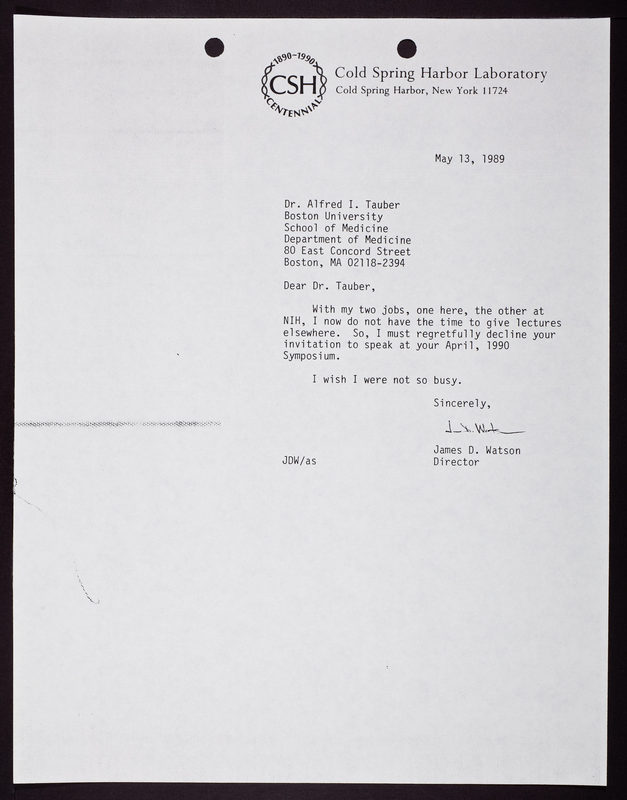 1890-1990
CSH
CENTENNIAL
Cold Spring Harbor Laboratory
Cold Spring Harbor, New York 11724
May 13, 1989
Dr. Alfred I. Tauber
Boston University
School of Medicine
Department of Medicine
80 East Concord Street
Boston, MA 02118-2394
Dear Dr. Tauber,
With my two jobs, one here, the other at
NIH, I now do not have the time to give lectures
elsewhere. So, I must regretfully decline your
invitation to speak at your April, 1990
Symposium.
I wish I were not so busy.
Sincerely,
James D. Watson
JDW/as Director